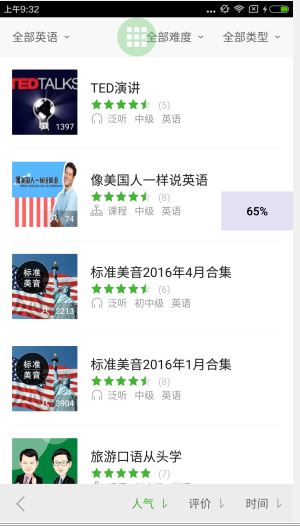 上午9:32
全部英语 全部难度 全部类型
TEDTALKS
1397
TED演讲
(5)
泛听 中级 英语
像美国人一样说英语
74
像美国人一样说英语
(8)
课程 中级 英语
65%
标准
美音
2213
标准美音2016年4月合集
(6)
泛听 初中级 英语
标准
美音
3904
标准美音2016年1月合集
(8)
泛听 中级 英语
旅游口语从头学
(7)
人气 评价 时间